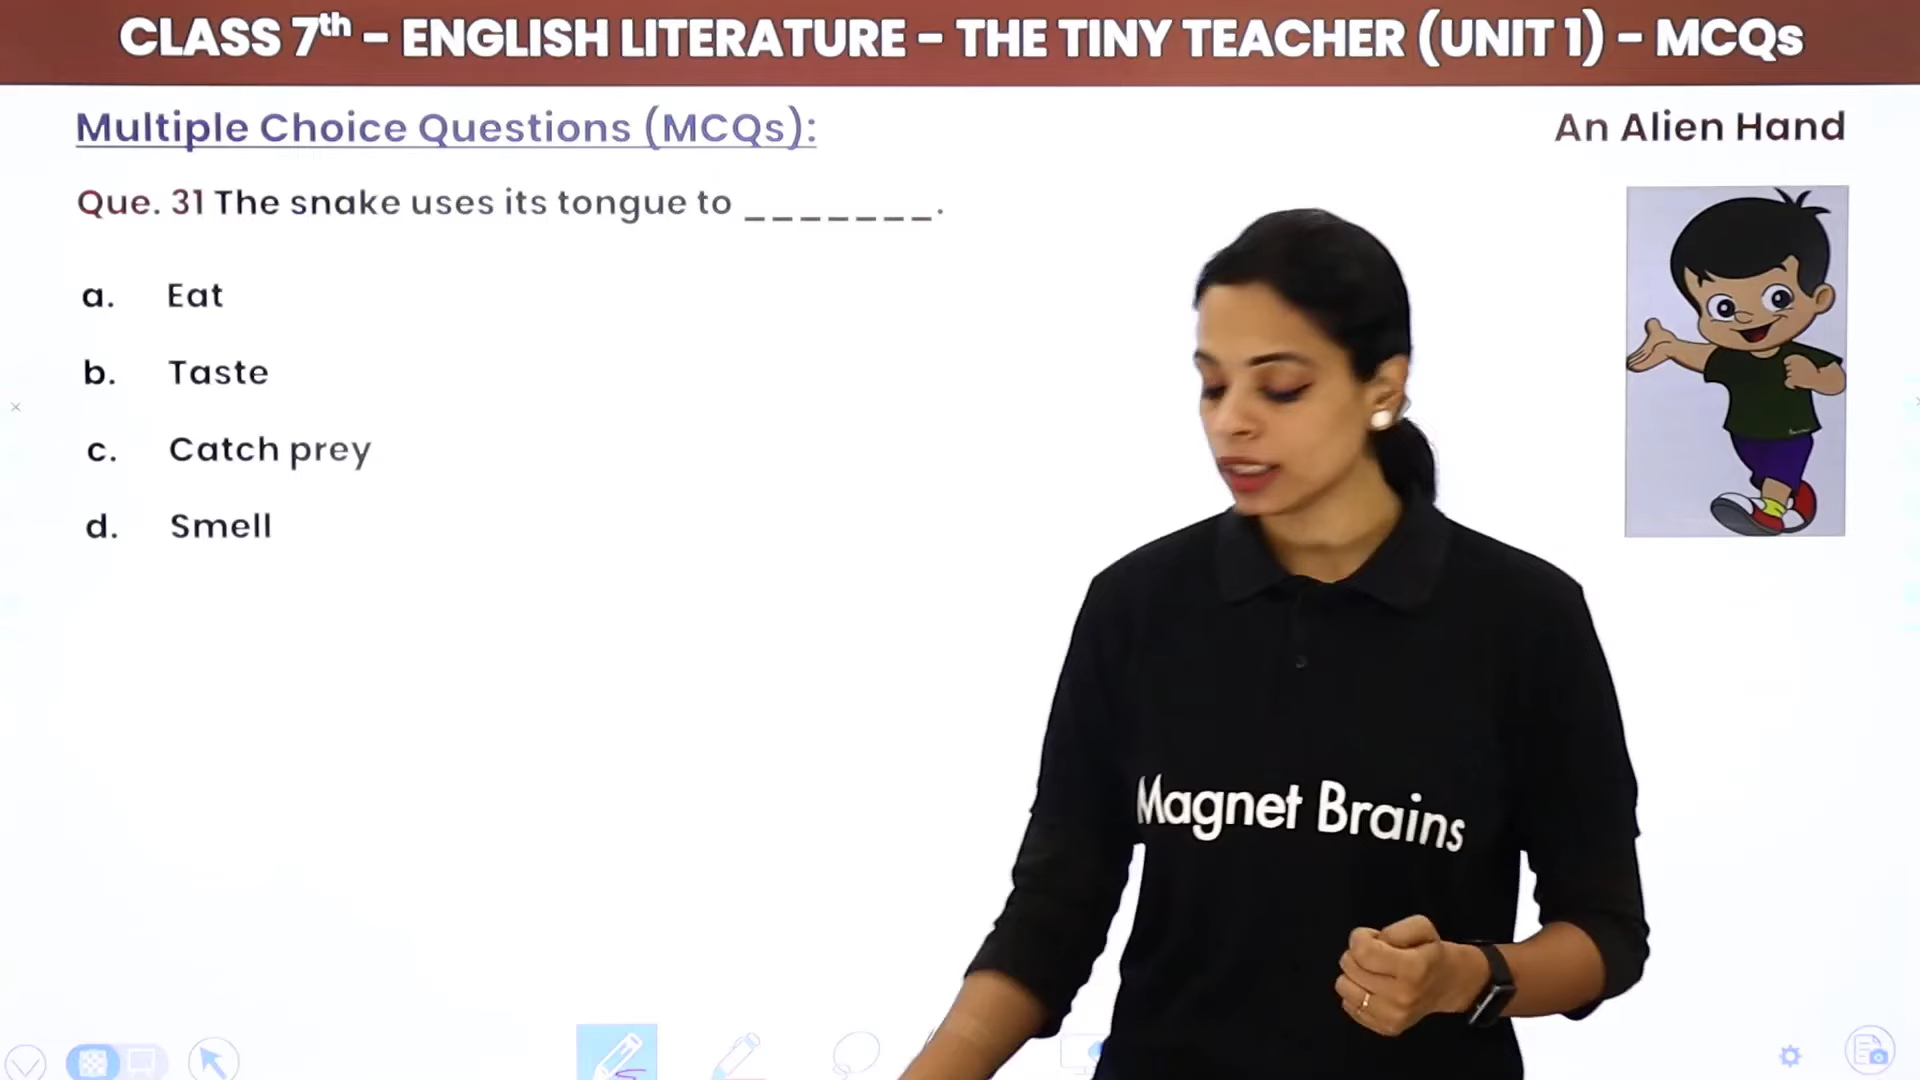 CLASS 7th - ENGLISH LITERATURE - THE TINY TEACHER (UNIT 1) - MCQs
Multiple Choice Questions (MCQs):
An Alien Hand
Que. 31 The snake uses its tongue to _______.
a. Eat
b. Taste
c. Catch prey
d. Smell
Magnet Brains